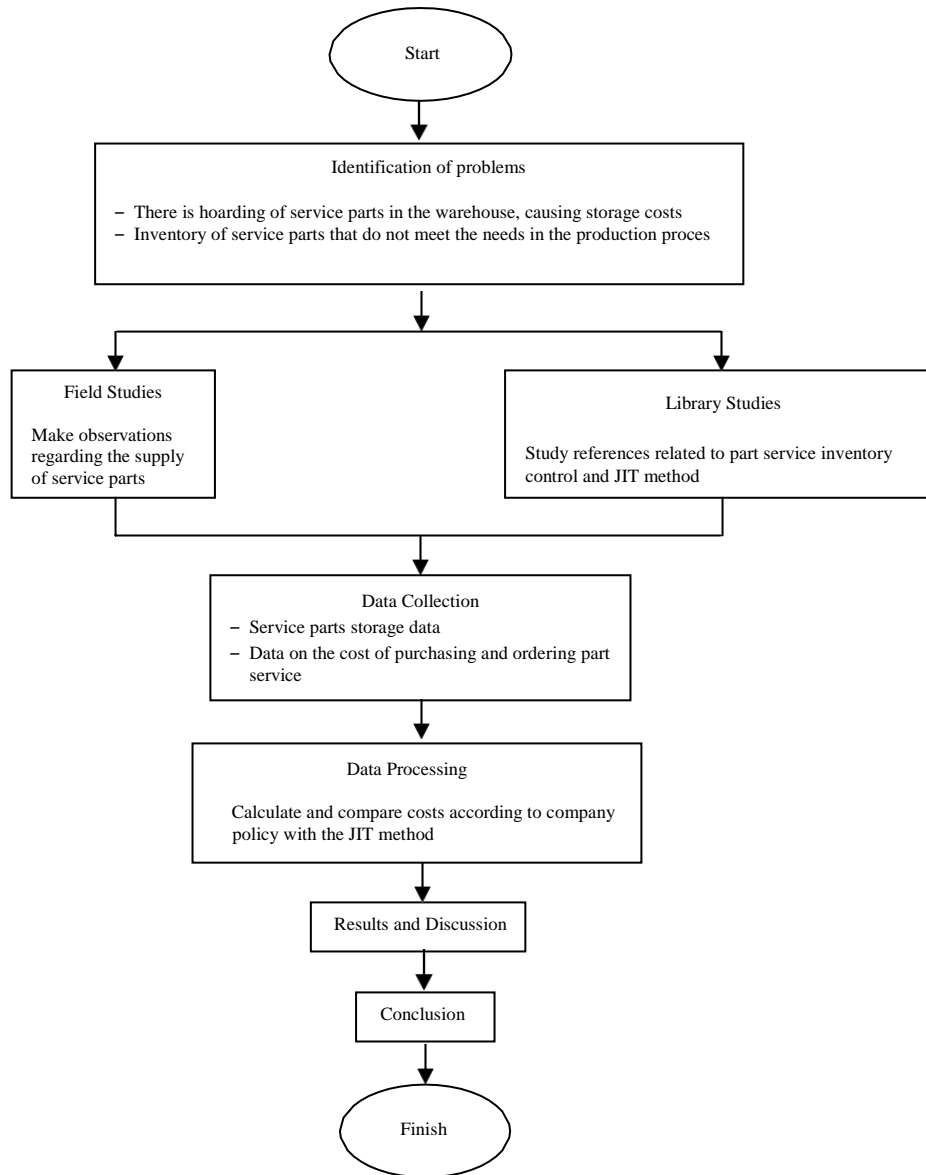 Start
Identification of problems
– There is hoarding of service parts in the warehouse, causing storage costs
– Inventory of service parts that do not meet the needs in the production proces
Field Studies
Make observations
regarding the supply
of service parts
Library Studies
Study references related to part service inventory
control and JIT method
Data Collection
– Service parts storage data
– Data on the cost of purchasing and ordering part
service
Data Processing
Calculate and compare costs according to company
policy with the JIT method
Results and Discussion
Conclusion
Finish